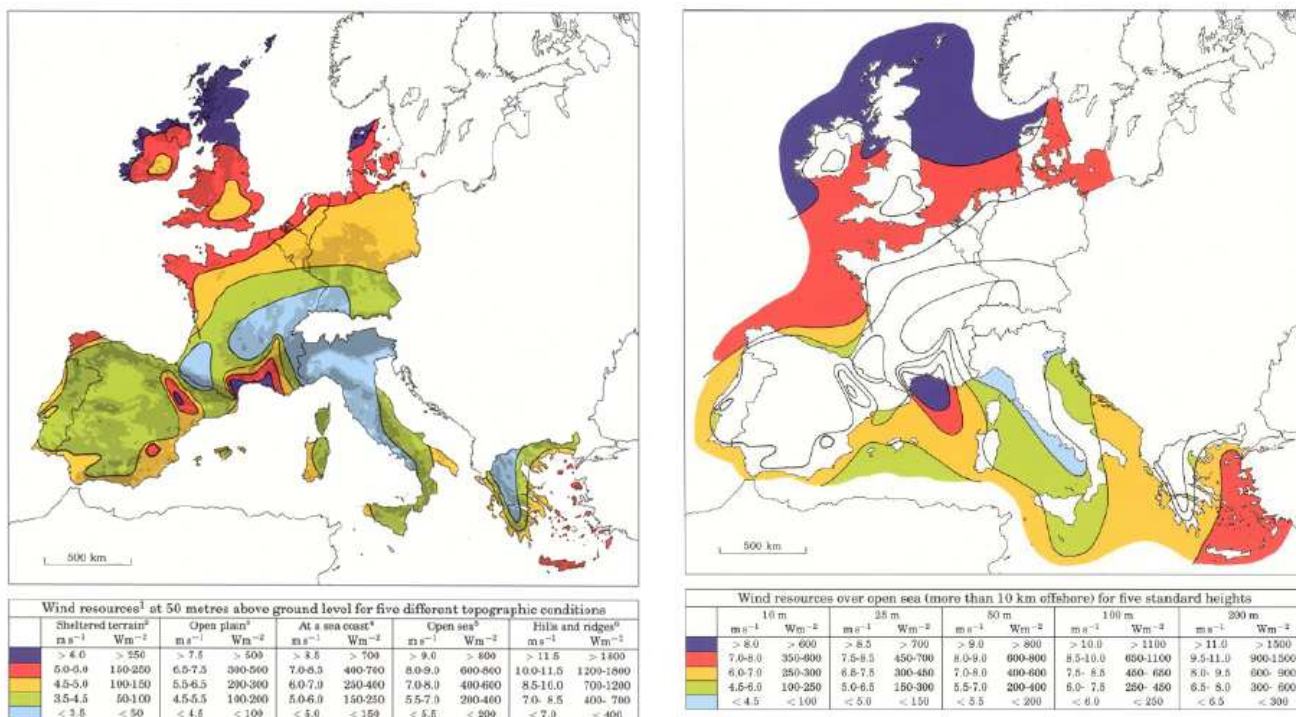 500 km
Wind resources¹ at 50 metres above ground level for five different topographic conditions
Sheltered terrain² Open plain³ At a sea coast⁴ Open sea⁵ Hills and ridges⁶
m s⁻¹ Wm⁻² m s⁻¹ Wm⁻² m s⁻¹ Wm⁻² m s⁻¹ Wm⁻² m s⁻¹ Wm⁻²
> 6.0 > 250 > 7.5 > 500 > 8.5 > 700 > 9.0 > 800 > 11.5 > 1800
5.0-6.0 150-250 6.5-7.5 300-500 7.0-8.5 400-700 8.0-9.0 600-800 10.0-11.5 1200-1800
4.5-5.0 100-150 5.5-6.5 200-300 6.0-7.0 250-400 7.0-8.0 400-600 8.5-10.0 700-1200
3.5-4.5 50-100 4.5-5.5 100-200 5.0-6.0 150-250 5.5-7.0 200-400 7.0- 8.5 400- 700
< 3.5 < 50 < 4.5 < 100 < 5.0 < 150 < 5.5 < 200 < 7.0 < 400
500 km
Wind resources over open sea (more than 10 km offshore) for five standard heights
10 m 25 m 50 m 100 m 200 m
m s⁻¹ Wm⁻² m s⁻¹ Wm⁻² m s⁻¹ Wm⁻² m s⁻¹ Wm⁻² m s⁻¹ Wm⁻²
> 8.0 > 600 > 8.5 > 700 > 9.0 > 800 > 10.0 > 1100 > 11.0 > 1500
7.0-8.0 350-600 7.5-8.5 450-700 8.0-9.0 600-800 8.5-10.0 650-1100 9.5-11.0 900-1500
6.0-7.0 250-300 6.5-7.5 300-450 7.0-8.0 400-600 7.5- 8.5 450- 650 8.0- 9.5 600- 900
4.5-6.0 100-250 5.0-6.5 150-300 5.5-7.0 200-400 6.0- 7.5 250- 450 6.5- 8.0 300- 600
< 4.5 < 100 < 5.0 < 150 < 5.5 < 200 < 6.0 < 250 < 6.5 < 300